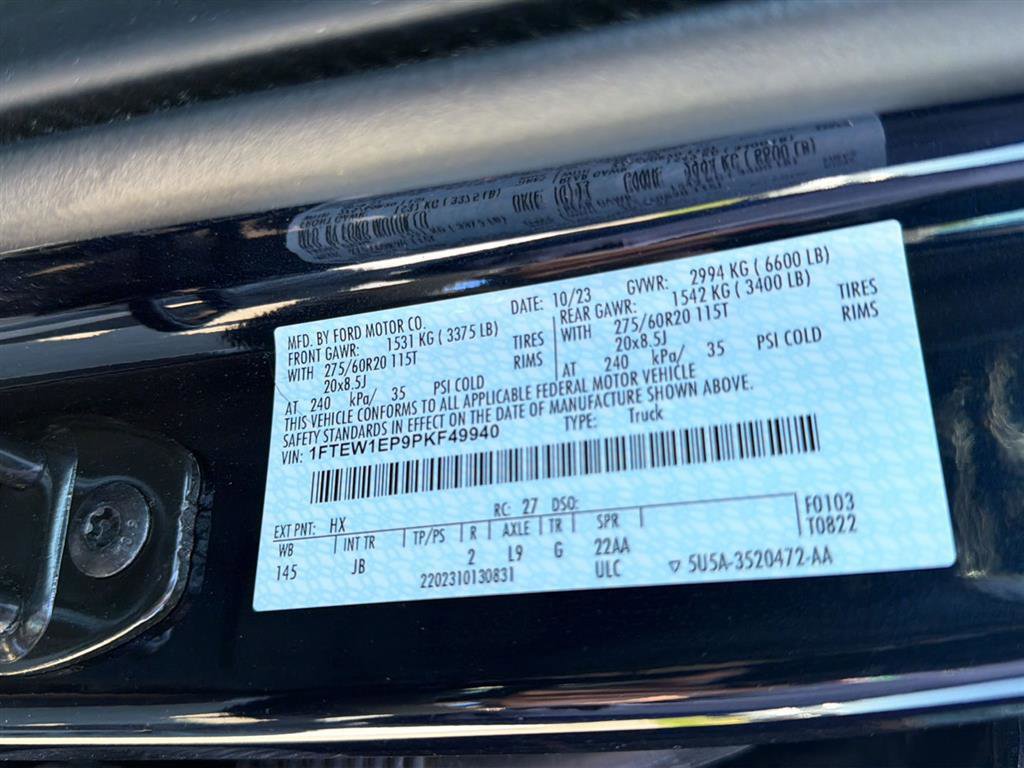 MFD. BY FORD MOTOR CO. DATE: 10/23 GVWR: 2994 KG ( 6600 LB)
FRONT GAWR: 1531 KG ( 3375 LB) REAR GAWR: 1542 KG ( 3400 LB)
WITH 275/60R20 115T TIRES WITH 275/60R20 115T TIRES
20x8.5J RIMS 20x8.5J RIMS
AT 240 kPa/ 35 PSI COLD AT 240 kPa/ 35 PSI COLD
THIS VEHICLE CONFORMS TO ALL APPLICABLE FEDERAL MOTOR VEHICLE
SAFETY STANDARDS IN EFFECT ON THE DATE OF MANUFACTURE SHOWN ABOVE.
VIN: 1FTEW1EP9PKF49940 TYPE: Truck
EXT PNT: HX RC: 27 DSO: F0103
WB INT TR TP/PS R AXLE TR SPR T0822
145 JB 2 L9 G 22AA
2202310130831 ULC ▽ 5U5A-3520472-AA